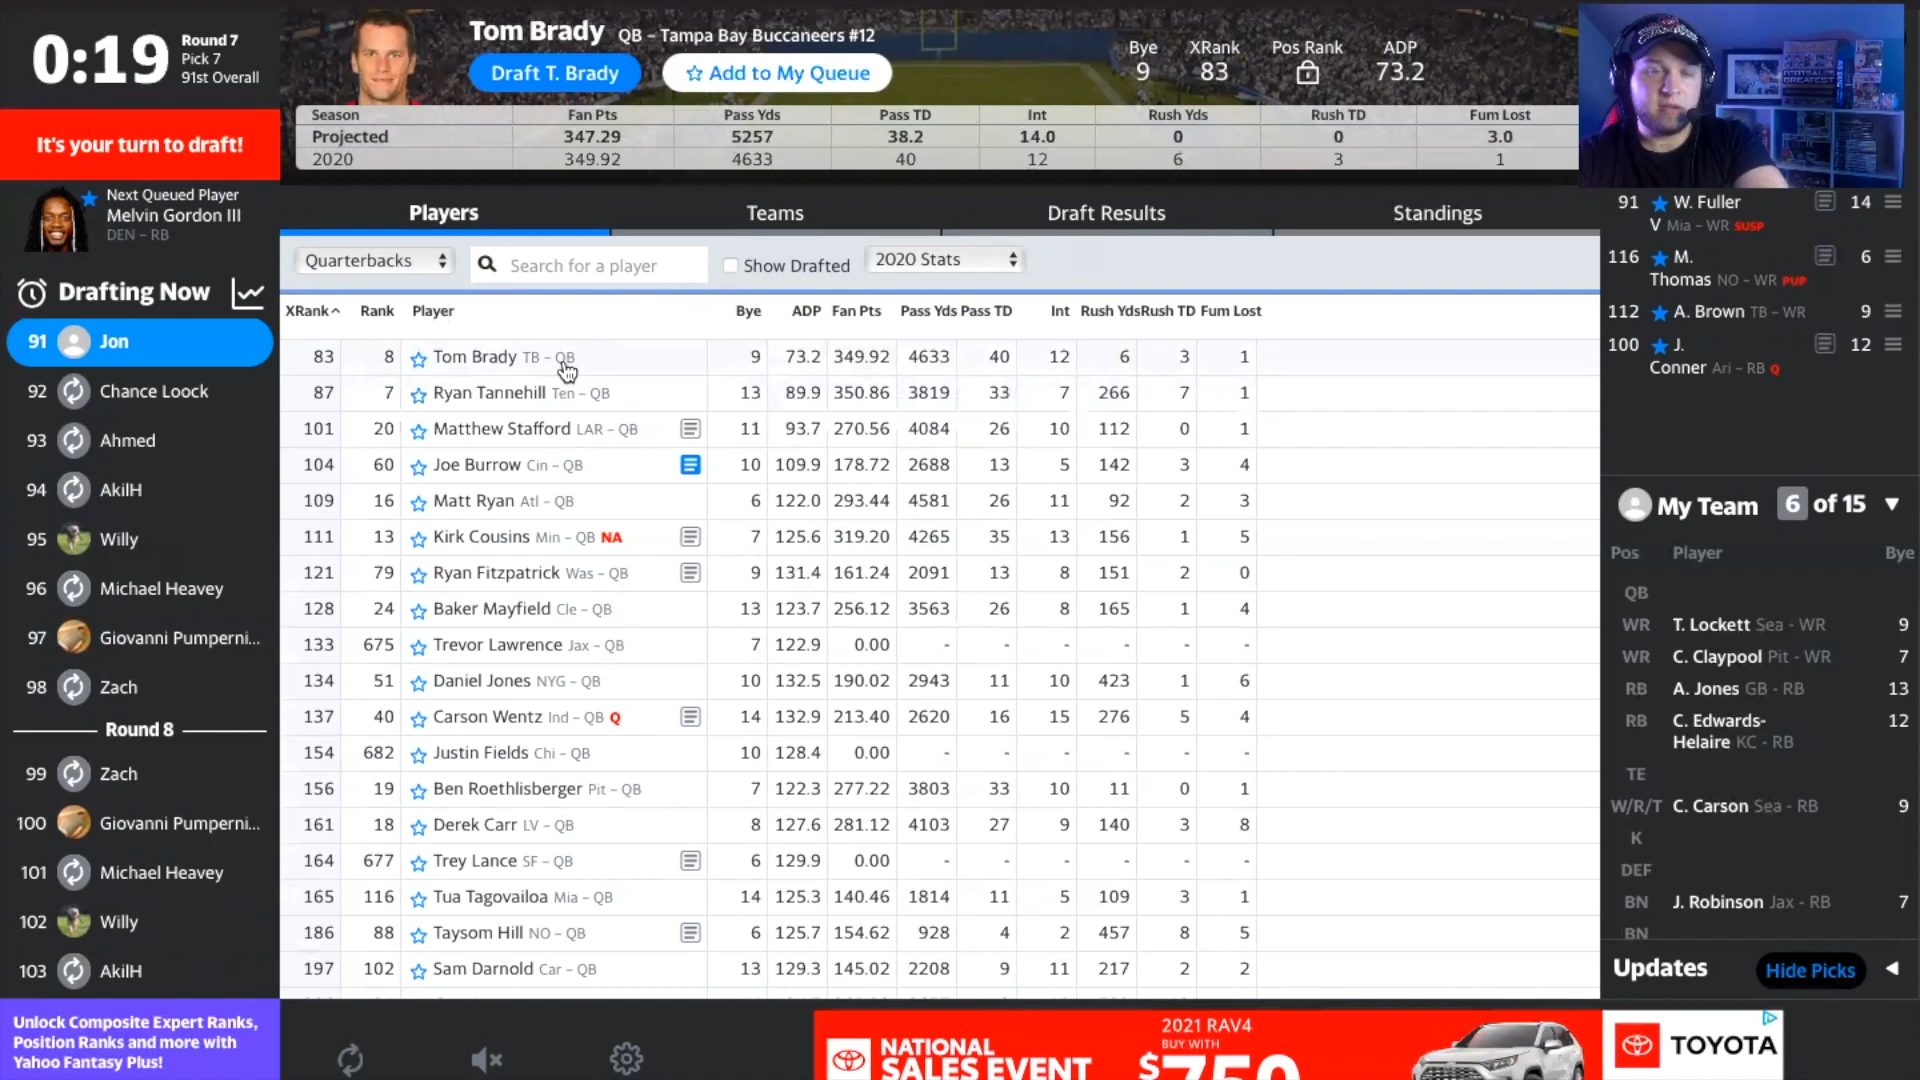 0:19
Round 7
Pick 7
91st Overall
It's your turn to draft!
Next Queued Player
Melvin Gordon III
DEN – RB
Drafting Now
91 Jon
92 Chance Loock
93 Ahmed
94 AkilH
95 Willy
96 Michael Heavey
97 Giovanni Pumperni...
98 Zach
Round 8
99 Zach
100 Giovanni Pumperni...
101 Michael Heavey
102 Willy
103 AkilH
Unlock Composite Expert Ranks,
Position Ranks and more with
Yahoo Fantasy Plus!
Tom Brady QB – Tampa Bay Buccaneers #12
Draft T. Brady
Add to My Queue
Bye XRank Pos Rank ADP
9 83 73.2
Season Fan Pts Pass Yds Pass TD Int Rush Yds Rush TD Fum Lost
Projected 347.29 5257 38.2 14.0 0 0 3.0
2020 349.92 4633 40 12 6 3 1
Players Teams Draft Results Standings
Quarterbacks Search for a player Show Drafted 2020 Stats
XRank Rank Player Bye ADP Fan Pts Pass Yds Pass TD Int Rush Yds Rush TD Fum Lost
83 8 Tom Brady TB – QB 9 73.2 349.92 4633 40 12 6 3 1
87 7 Ryan Tannehill Ten – QB 13 89.9 350.86 3819 33 7 266 7 1
101 20 Matthew Stafford LAR – QB 11 93.7 270.56 4084 26 10 112 0 1
104 60 Joe Burrow Cin – QB 10 109.9 178.72 2688 13 5 142 3 4
109 16 Matt Ryan Atl – QB 6 122.0 293.44 4581 26 11 92 2 3
111 13 Kirk Cousins Min – QB NA 7 125.6 319.20 4265 35 13 156 1 5
121 79 Ryan Fitzpatrick Was – QB 9 131.4 161.24 2091 13 8 151 2 0
128 24 Baker Mayfield Cle – QB 13 123.7 256.12 3563 26 8 165 1 4
133 675 Trevor Lawrence Jax – QB 7 122.9 0.00 - - - - - -
134 51 Daniel Jones NYG – QB 10 132.5 190.02 2943 11 10 423 1 6
137 40 Carson Wentz Ind – QB Q 14 132.9 213.40 2620 16 15 276 5 4
154 682 Justin Fields Chi – QB 10 128.4 0.00 - - - - - -
156 19 Ben Roethlisberger Pit – QB 7 122.3 277.22 3803 33 10 11 0 1
161 18 Derek Carr LV – QB 8 127.6 281.12 4103 27 9 140 3 8
164 677 Trey Lance SF – QB 6 129.9 0.00 - - - - - -
165 116 Tua Tagovailoa Mia – QB 14 125.3 140.46 1814 11 5 109 3 1
186 88 Taysom Hill NO – QB 6 125.7 154.62 928 4 2 457 8 5
197 102 Sam Darnold Car – QB 13 129.3 145.02 2208 9 11 217 2 2
91 W. Fuller 14
V Mia – WR SUSP
116 M. 6
Thomas NO – WR PUP
112 A. Brown TB – WR 9
100 J. 12
Conner Ari – RB Q
My Team 6 of 15
Pos Player Bye
QB
WR T. Lockett Sea - WR 9
WR C. Claypool Pit - WR 7
RB A. Jones GB - RB 13
RB C. Edwards- 12
Helaire KC - RB
TE
W/R/T C. Carson Sea - RB 9
K
DEF
BN J. Robinson Jax - RB 7
BN
Updates Hide Picks
NATIONAL
SALES EVENT
2021 RAV4
BUY WITH
$750
TOYOTA